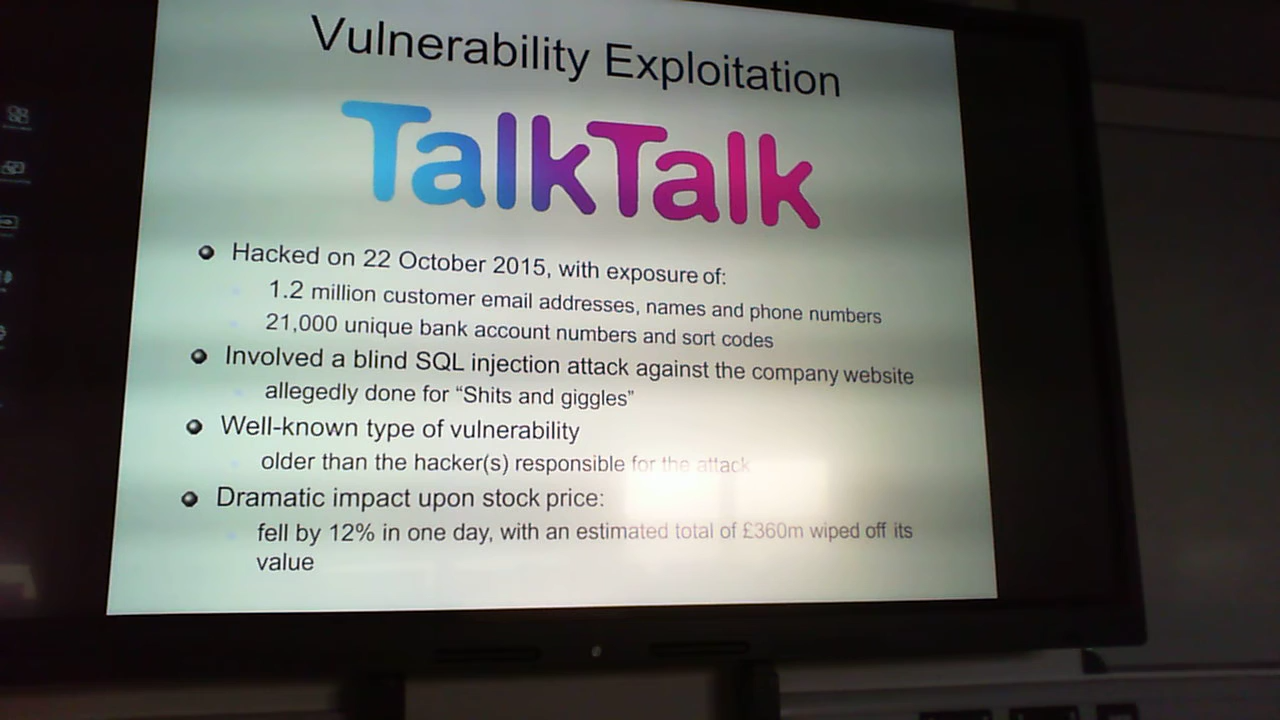 Vulnerability Exploitation
TalkTalk
Hacked on 22 October 2015, with exposure of:
1.2 million customer email addresses, names and phone numbers
21,000 unique bank account numbers and sort codes
Involved a blind SQL injection attack against the company website
allegedly done for “Shits and giggles”
Well-known type of vulnerability
older than the hacker(s) responsible for the attack
Dramatic impact upon stock price:
fell by 12% in one day, with an estimated total of £360m wiped off its
value